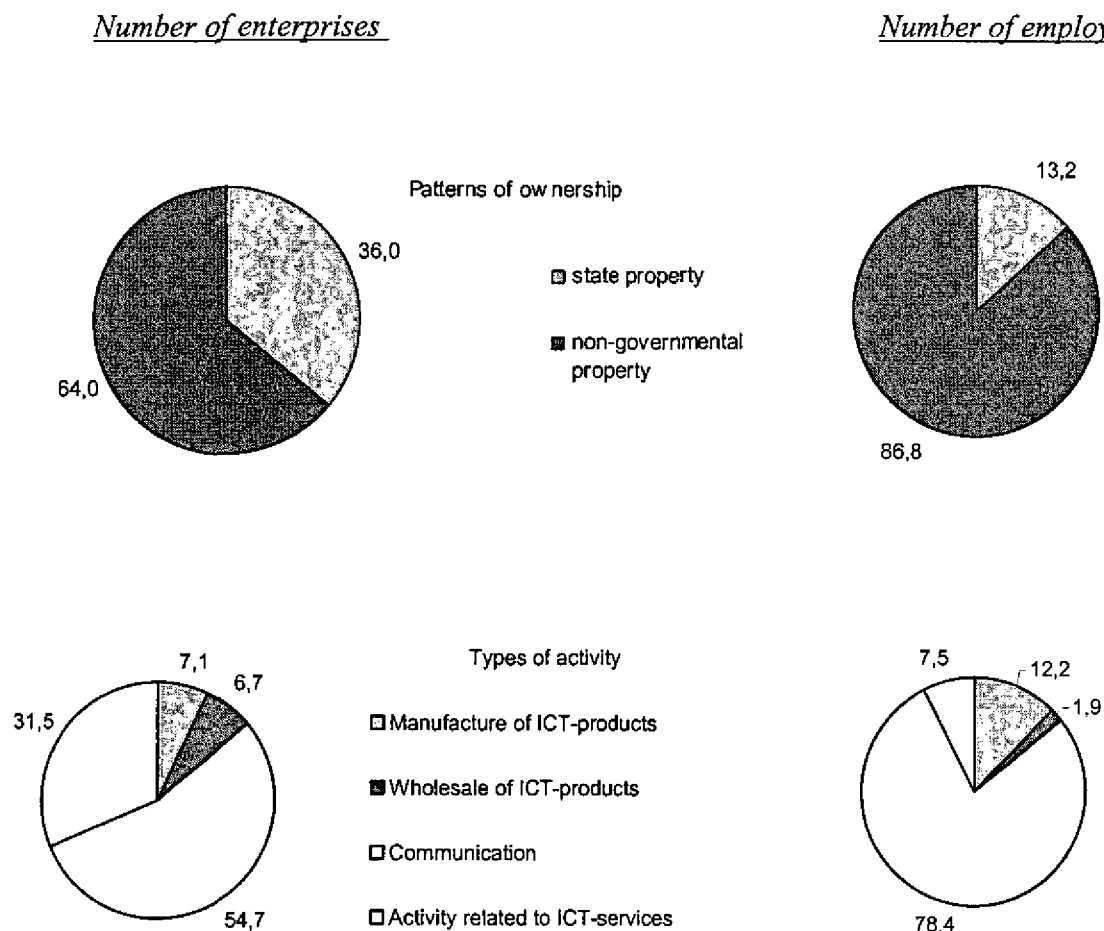 Number of enterprises
Number of employ
Patterns of ownership
13,2
36,0
state property
non-governmental
property
64,0
86,8
7,1
Types of activity
7,5
12,2
6,7
31,5
1,9
Manufacture of ICT-products
Wholesale of ICT-products
Communication
Activity related to ICT-services
54,7
78,4